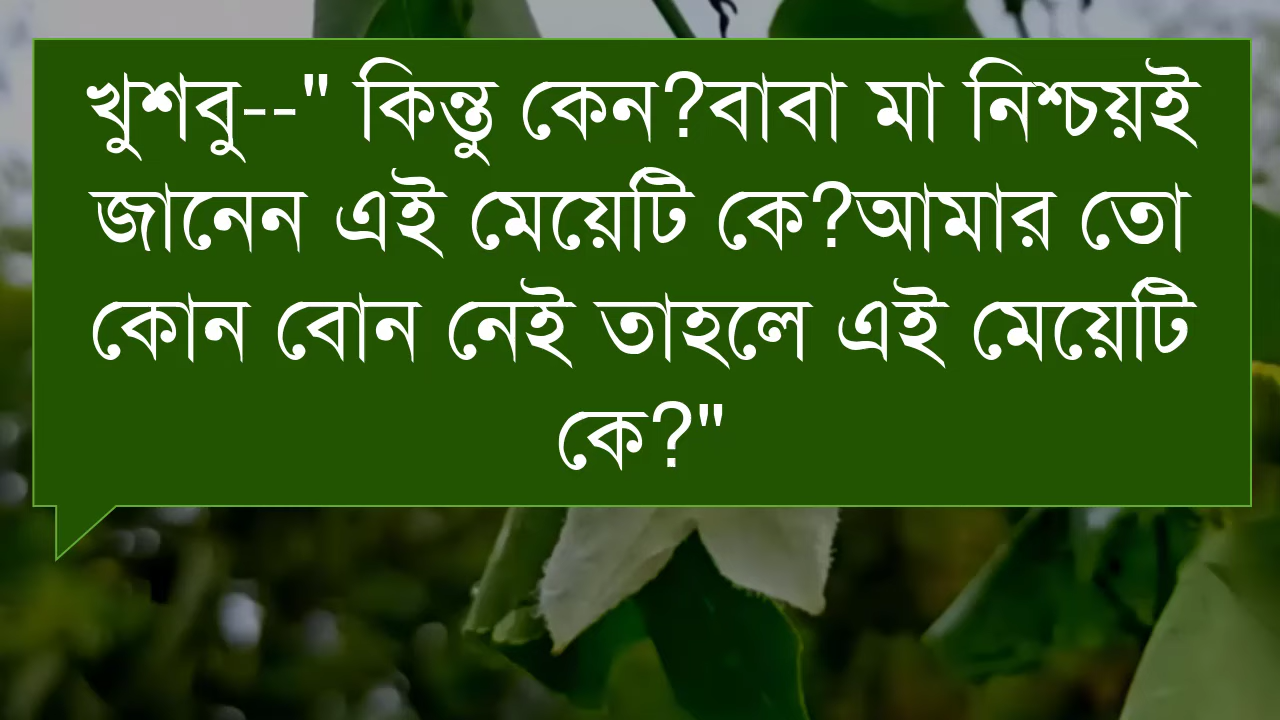 খুশবু--" কিন্তু কেন?বাবা মা নিশ্চয়ই
জানেন এই মেয়েটি কে?আমার তো
কোন বোন নেই তাহলে এই মেয়েটি
কে?"